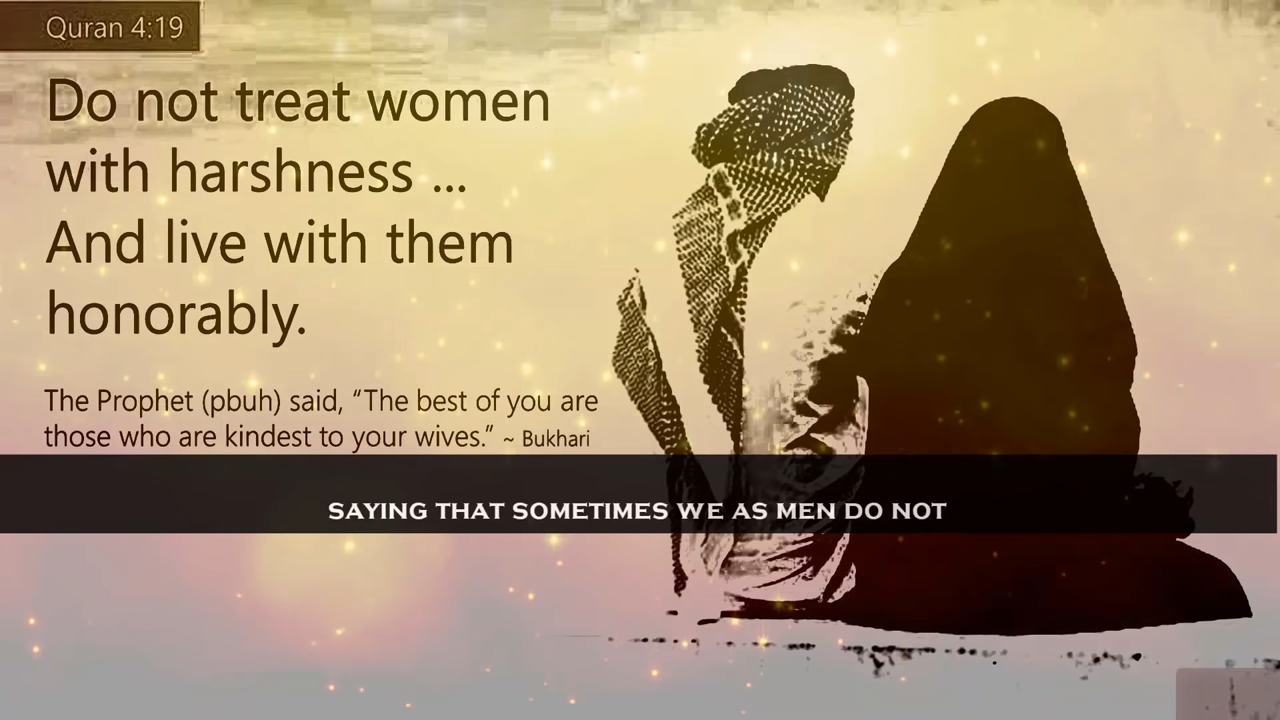 Quran 4:19
Do not treat women
with harshness ...
And live with them
honorably.
The Prophet (pbuh) said, “The best of you are
those who are kindest to your wives.” ~ Bukhari
SAYING THAT SOMETIMES WE AS MEN DO NOT